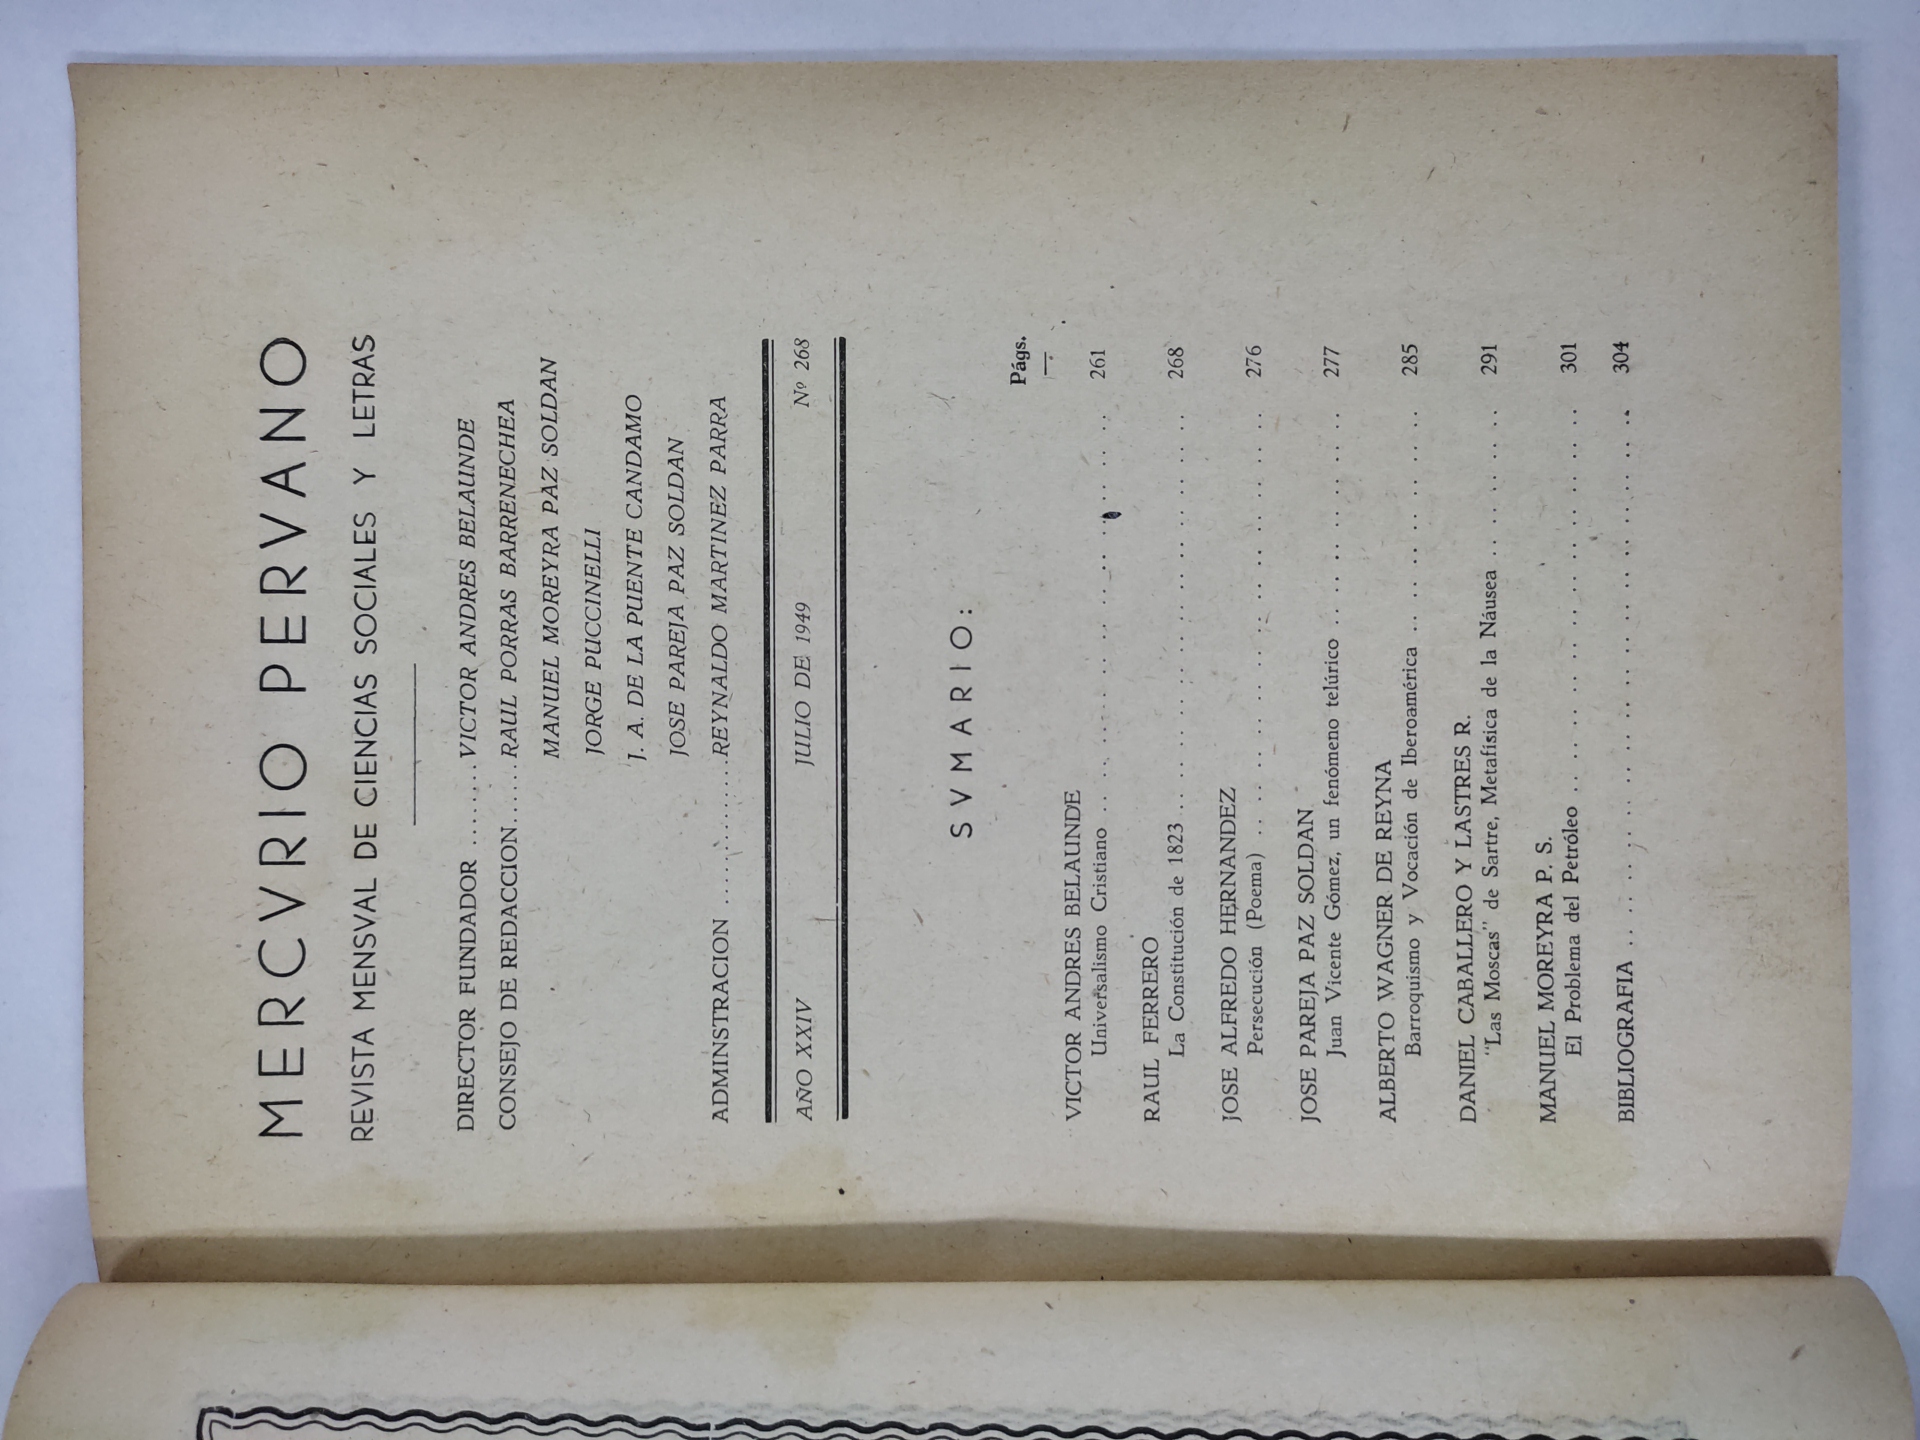 MERCVRIO PERVANO
REVISTA MENSVAL DE CIENCIAS SOCIALES Y LETRAS
DIRECTOR FUNDADOR ........ VICTOR ANDRES BELAUNDE
CONSEJO DE REDACCION...... RAUL PORRAS BARRENECHEA
MANUEL MOREYRA PAZ SOLDAN
JORGE PUCCINELLI
J. A. DE LA PUENTE CANDAMO
JOSE PAREJA PAZ SOLDAN
ADMINISTRACION ............... REYNALDO MARTINEZ PARRA
AÑO XXIV JULIO DE 1949 Nº 268
SVMARIO:
Págs.
VICTOR ANDRES BELAUNDE
Universalismo Cristiano .. .. .. .. .. .. .. .. .. .. .. .. 261
RAUL FERRERO
La Constitución de 1823 .. .. .. .. .. .. .. .. .. .. .. .. 268
JOSE ALFREDO HERNANDEZ
Persecución (Poema) .. .. .. .. .. .. .. .. .. .. .. .. .. 276
JOSE PAREJA PAZ SOLDAN
Juan Vicente Gómez, un fenómeno telúrico .. .. .. .. .. .. .. 277
ALBERTO WAGNER DE REYNA
Barroquismo y Vocación de Iberoamérica .. .. .. .. .. .. .. 285
DANIEL CABALLERO Y LASTRES R.
"Las Moscas" de Sartre, Metafísica de la Náusea .. .. .. .. .. 291
MANUEL MOREYRA P. S.
El Problema del Petróleo .. .. .. .. .. .. .. .. .. .. .. .. 301
BIBLIOGRAFIA .. .. .. .. .. .. .. .. .. .. .. .. .. .. .. .. 304